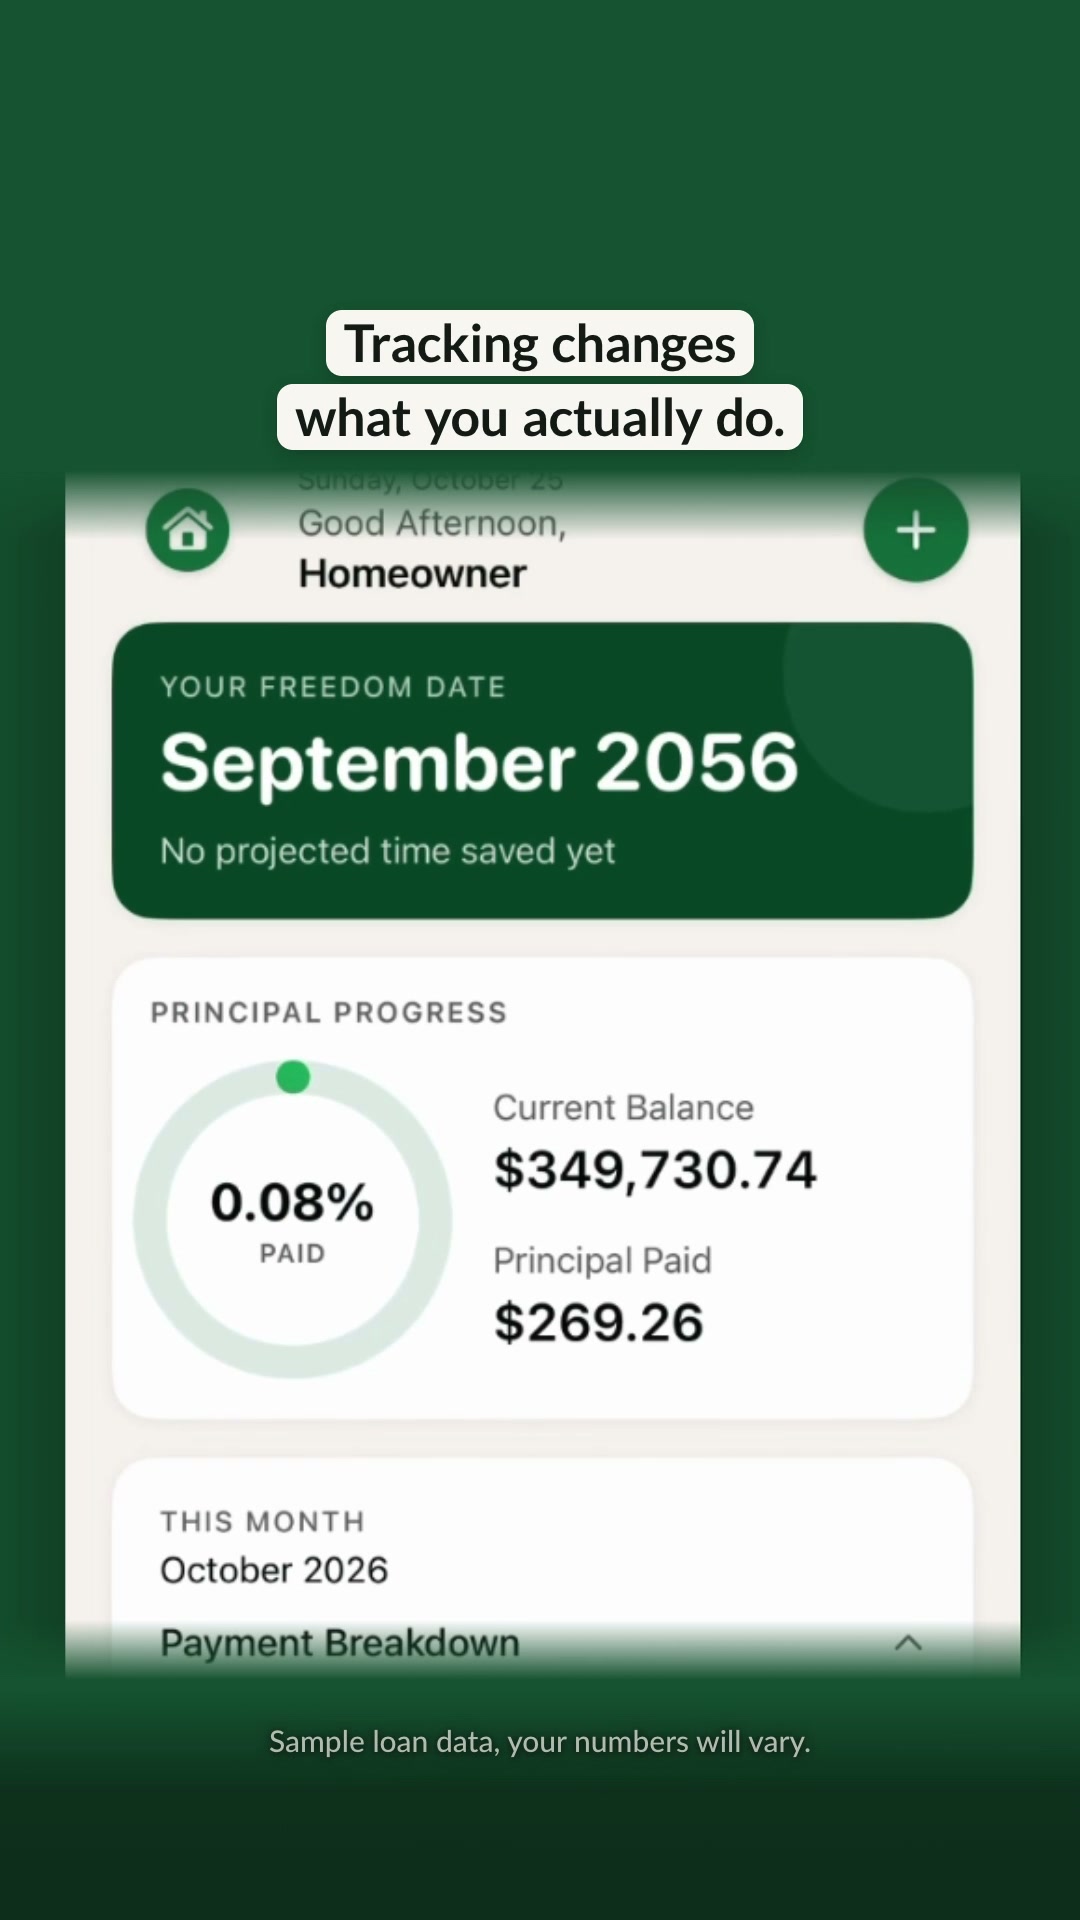 Tracking changes
what you actually do.
Sunday, October 25
Good Afternoon,
Homeowner
YOUR FREEDOM DATE
September 2056
No projected time saved yet
PRINCIPAL PROGRESS
0.08%
PAID
Current Balance
$349,730.74
Principal Paid
$269.26
THIS MONTH
October 2026
Payment Breakdown
Sample loan data, your numbers will vary.